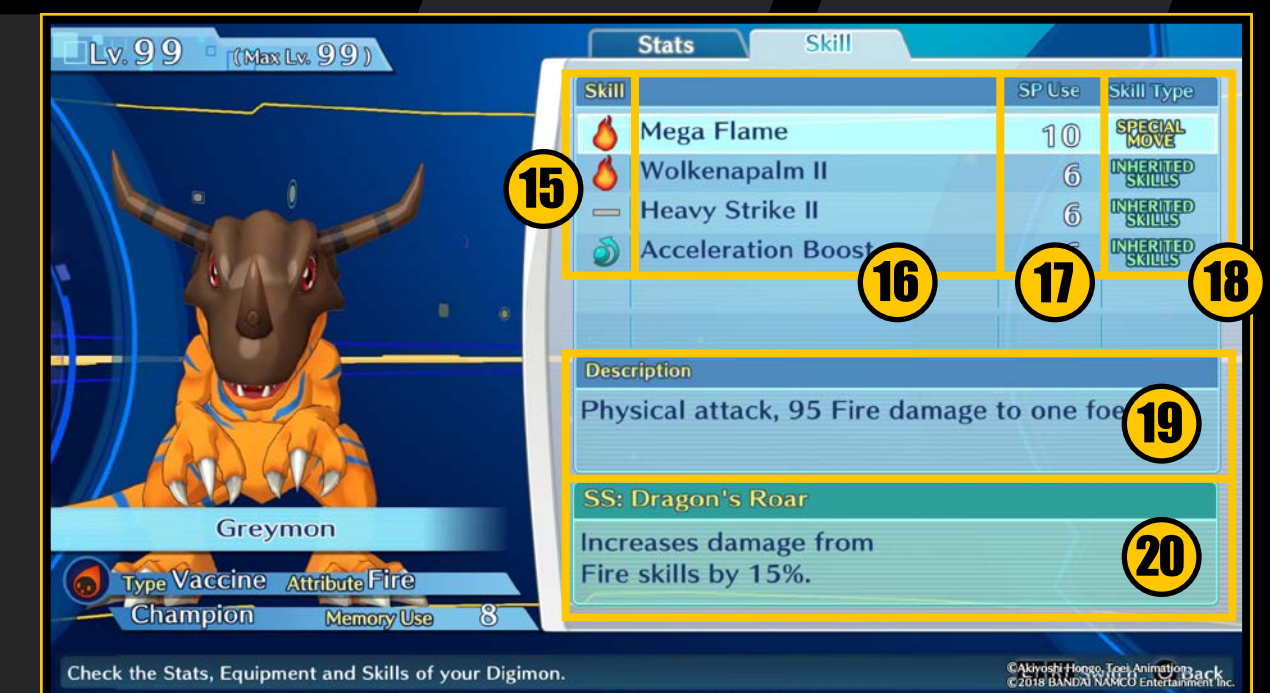 Lv. 99 (Max Lv. 99)
Stats Skill
Skill SP Use Skill Type
Mega Flame 10 SPECIAL MOVE
Wolkenapalm II 6 INHERITED SKILLS
Heavy Strike II 6 INHERITED SKILLS
Acceleration Boost INHERITED SKILLS
15
16
17
18
Description
Physical attack, 95 Fire damage to one foe
19
SS: Dragon's Roar
Increases damage from
Fire skills by 15%.
20
Greymon
Type Vaccine Attribute Fire
Champion Memory Use 8
Check the Stats, Equipment and Skills of your Digimon.
Back
©Akiyoshi Hongo, Toei Animation
©2018 BANDAI NAMCO Entertainment Inc.